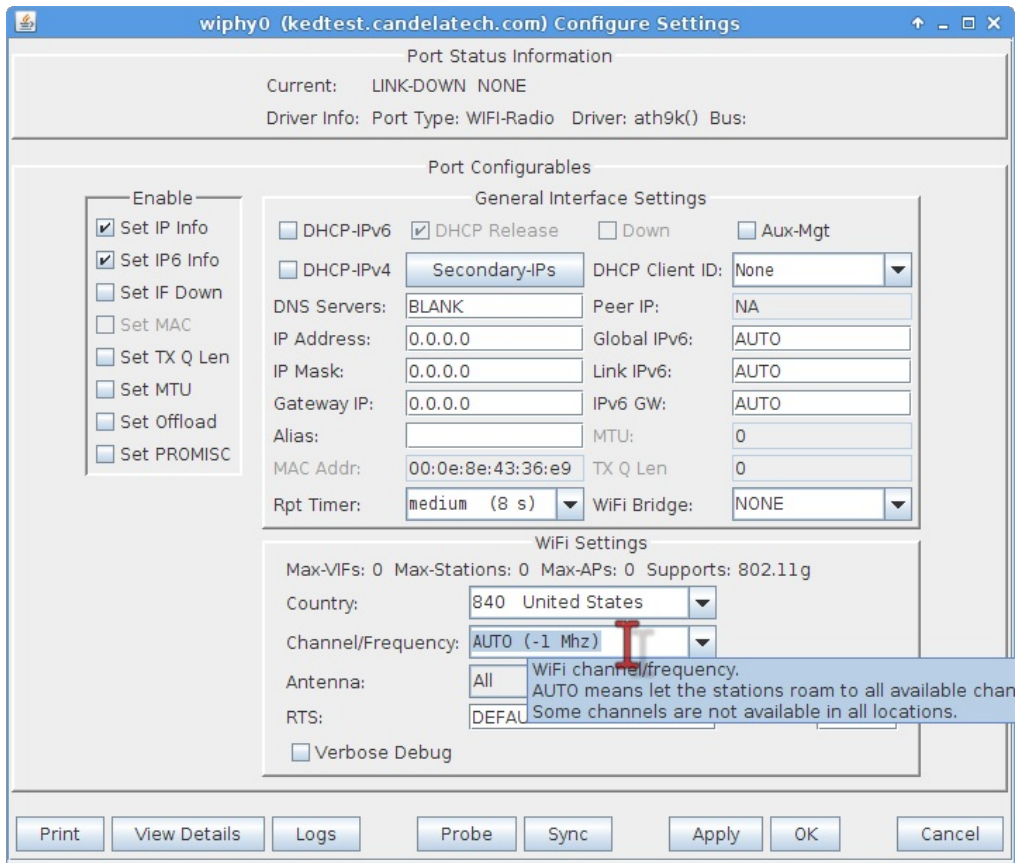 wiphy0 (kedtest.candelatech.com) Configure Settings
Port Status Information
Current: LINK-DOWN NONE
Driver Info: Port Type: WIFI-Radio Driver: ath9k() Bus:
Port Configurables
Enable
Set IP Info
Set IP6 Info
Set IF Down
Set MAC
Set TX Q Len
Set MTU
Set Offload
Set PROMISC
General Interface Settings
DHCP-IPv6 DHCP Release Down Aux-Mgt
DHCP-IPv4 Secondary-IPs DHCP Client ID: None
DNS Servers: BLANK Peer IP: NA
IP Address: 0.0.0.0 Global IPv6: AUTO
IP Mask: 0.0.0.0 Link IPv6: AUTO
Gateway IP: 0.0.0.0 IPv6 GW: AUTO
Alias: MTU: 0
MAC Addr: 00:0e:8e:43:36:e9 TX Q Len 0
Rpt Timer: medium (8 s) WiFi Bridge: NONE
WiFi Settings
Max-VIFs: 0 Max-Stations: 0 Max-APs: 0 Supports: 802.11g
Country: 840 United States
Channel/Frequency: AUTO (-1 Mhz)
WiFi channel/frequency.
AUTO means let the stations roam to all available chan
Some channels are not available in all locations.
Antenna: All
RTS: DEFAU
Verbose Debug
Print View Details Logs Probe Sync Apply OK Cancel